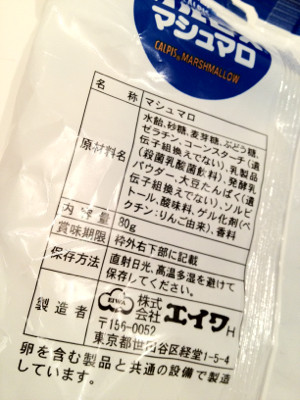 マシュマロ
CALPIS MARSHMALLOW
名 称 マシュマロ
原材料名 水飴、砂糖、麦芽糖、ぶどう糖、
ゼラチン、コーンスターチ(遺
伝子組換えでない)、乳製品
(殺菌乳酸菌飲料)、発酵乳
パウダー、大豆たんぱく(遺
伝子組換えでない)、ソルビ
トール、酸味料、ゲル化剤(ペ
クチン:りんご由来)、香料
内 容 量 80g
賞味期限 枠外右下部に記載
保存方法 直射日光、高温多湿を避けて
保存してください。
製造者 EIWA 株式会社 エイワ H
〒156-0052
東京都世田谷区経堂1-5-4
卵を含む製品と共通の設備で製造
しています。